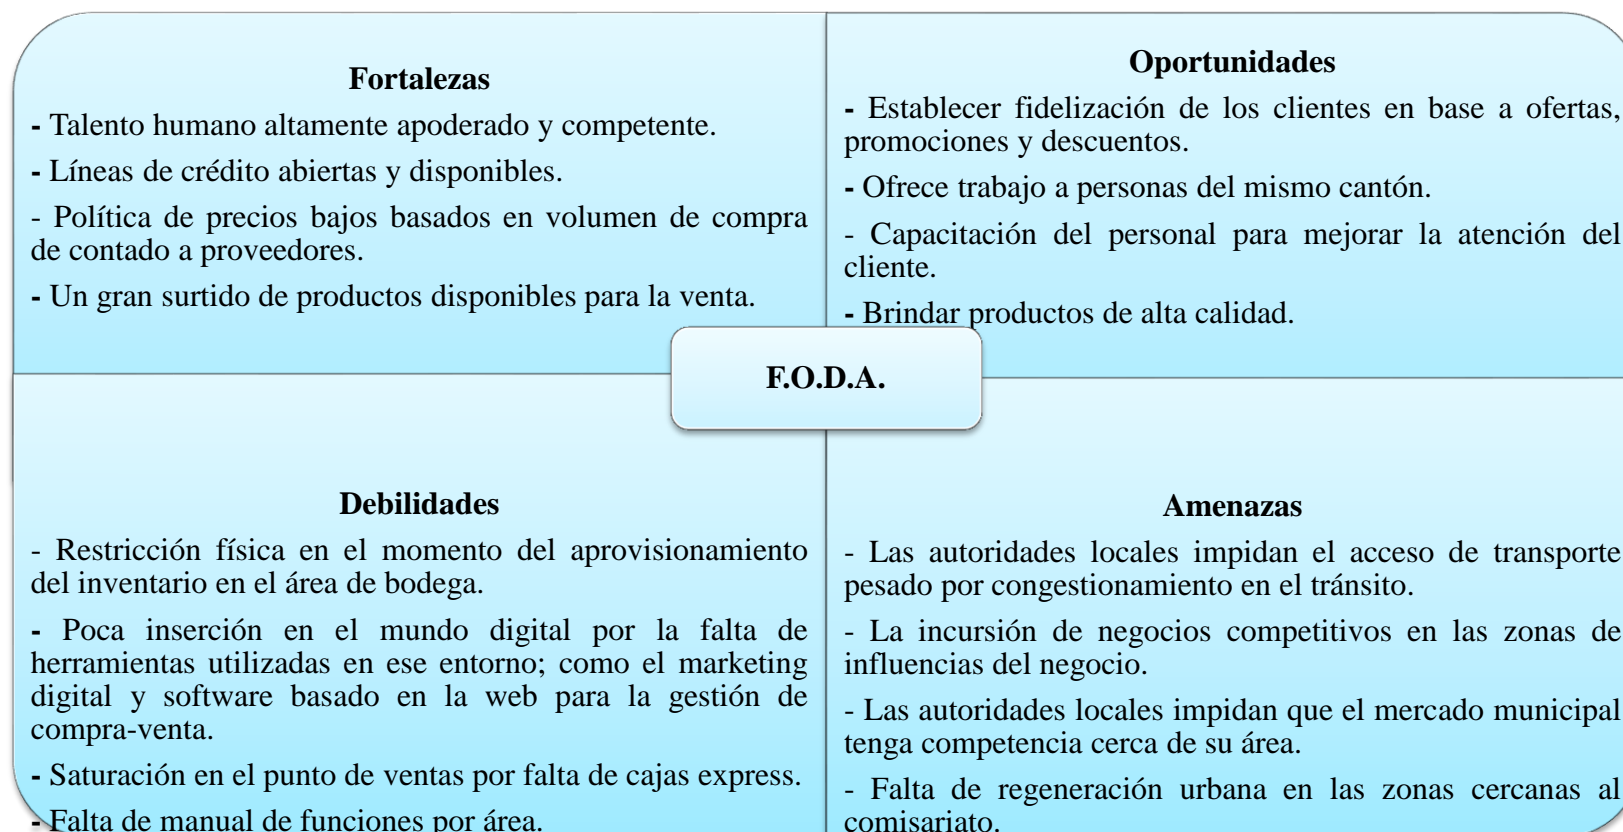 Fortalezas
- Talento humano altamente apoderado y competente.
- Líneas de crédito abiertas y disponibles.
- Política de precios bajos basados en volumen de compra
de contado a proveedores.
- Un gran surtido de productos disponibles para la venta.
Oportunidades
- Establecer fidelización de los clientes en base a ofertas,
promociones y descuentos.
- Ofrece trabajo a personas del mismo cantón.
- Capacitación del personal para mejorar la atención del
cliente.
- Brindar productos de alta calidad.
F.O.D.A.
Debilidades
- Restricción física en el momento del aprovisionamiento
del inventario en el área de bodega.
- Poca inserción en el mundo digital por la falta de
herramientas utilizadas en ese entorno; como el marketing
digital y software basado en la web para la gestión de
compra-venta.
- Saturación en el punto de ventas por falta de cajas express.
- Falta de manual de funciones por área.
Amenazas
- Las autoridades locales impidan el acceso de transporte
pesado por congestionamiento en el tránsito.
- La incursión de negocios competitivos en las zonas de
influencias del negocio.
- Las autoridades locales impidan que el mercado municipal
tenga competencia cerca de su área.
- Falta de regeneración urbana en las zonas cercanas al
comisariato.